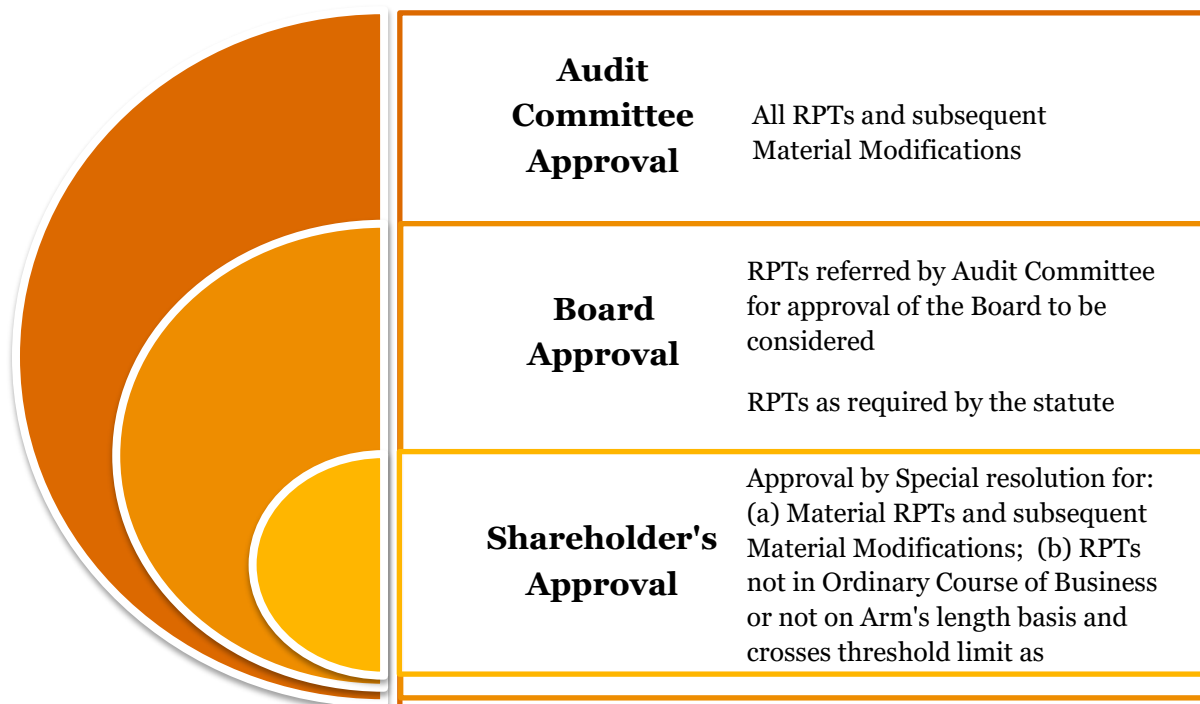 Audit
Committee
Approval
All RPTs and subsequent
Material Modifications
Board
Approval
RPTs referred by Audit Committee
for approval of the Board to be
considered
RPTs as required by the statute
Shareholder's
Approval
Approval by Special resolution for:
(a) Material RPTs and subsequent
Material Modifications; (b) RPTs
not in Ordinary Course of Business
or not on Arm's length basis and
crosses threshold limit as